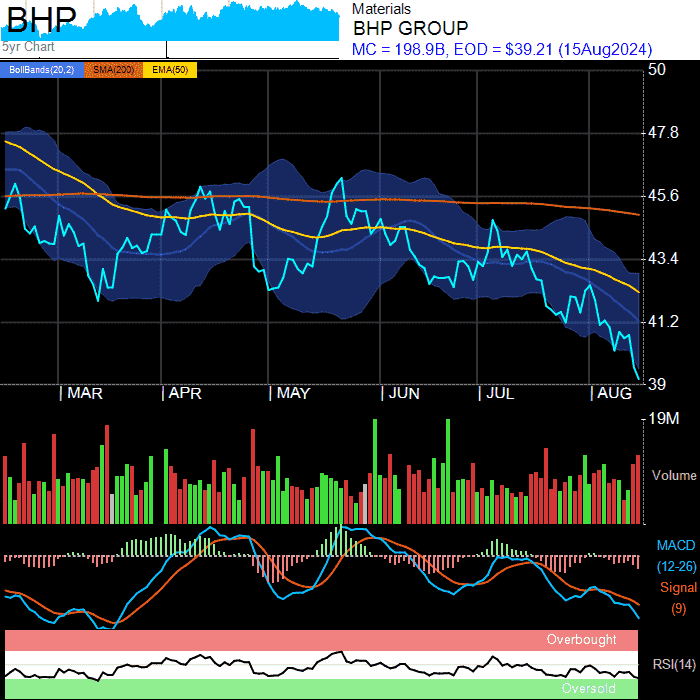 BHP
5yr Chart
Materials
BHP GROUP
MC = 198.9B, EOD = $39.21 (15Aug2024)
BollBands(20,2) SMA(200) EMA(50)
50
47.8
45.6
43.4
41.2
39
| MAR | APR | MAY | JUN | JUL | AUG
19M
Volume
MACD
(12-26)
Signal
(9)
Overbought
RSI(14)
Oversold